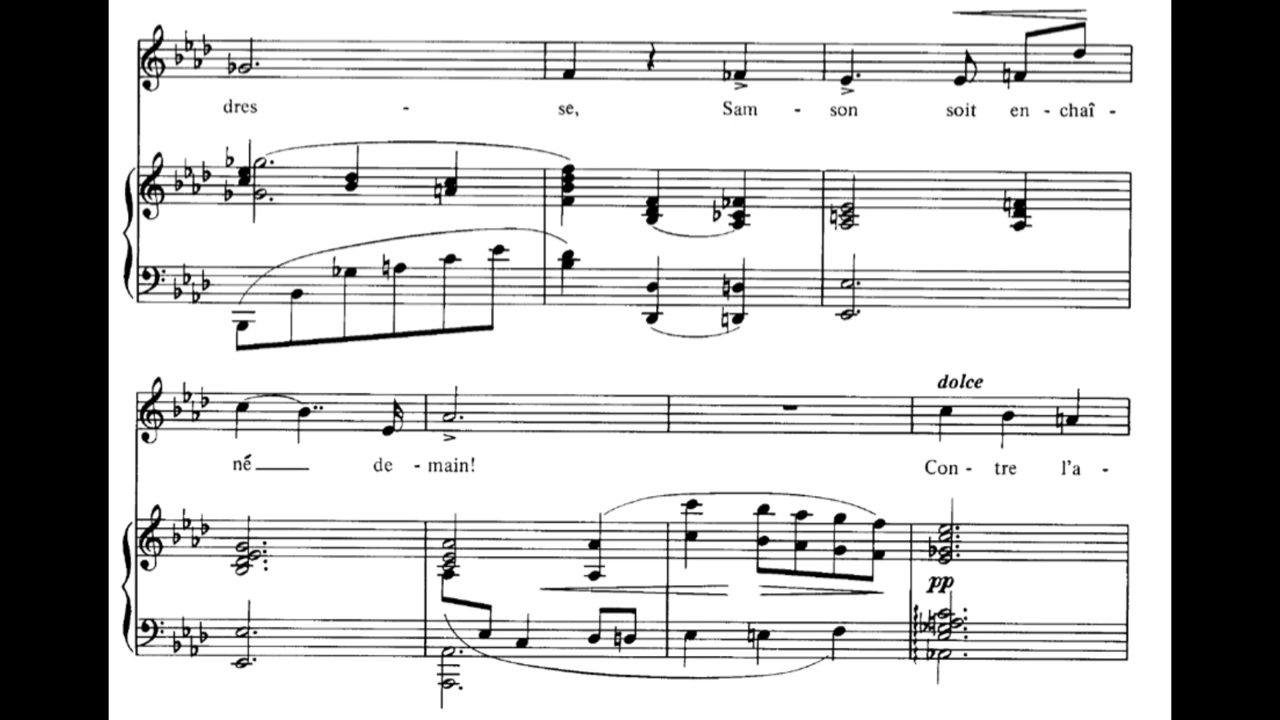 dres - se, Sam - son soit en - chaî -
dolce
né de - main! Con - tre l'a -
pp